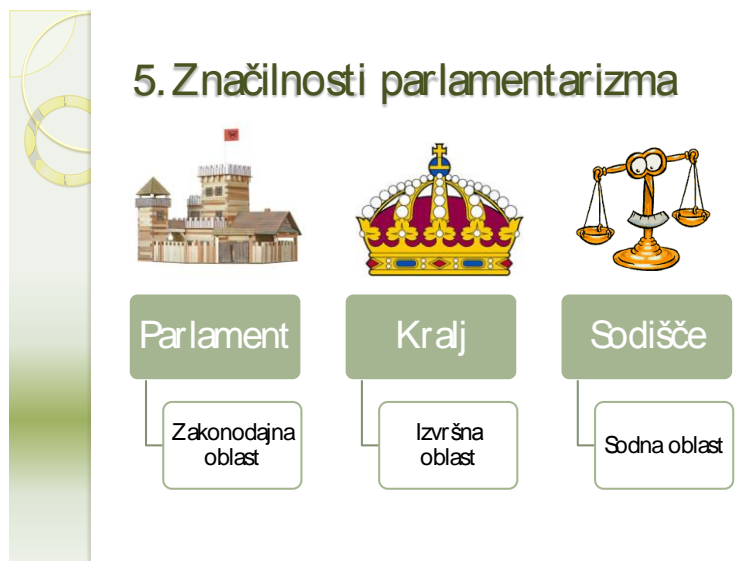 5. Značilnosti parlamentarizma
Parlament
Kralj
Sodišče
Zakonodajna
oblast
Izvršna
oblast
Sodna oblast